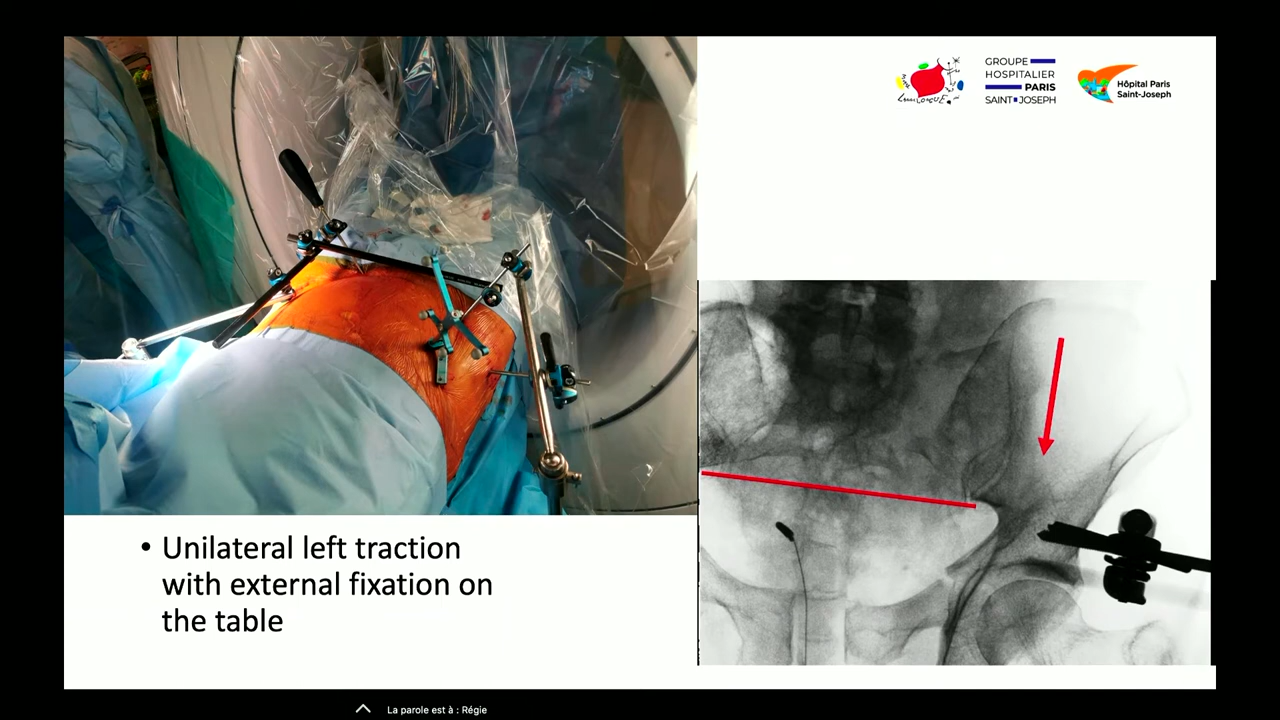 GROUPE
HOSPITALIER
PARIS
SAINT JOSEPH
Hôpital Paris
Saint-Joseph
• Unilateral left traction
with external fixation on
the table
La parole est à : Régie